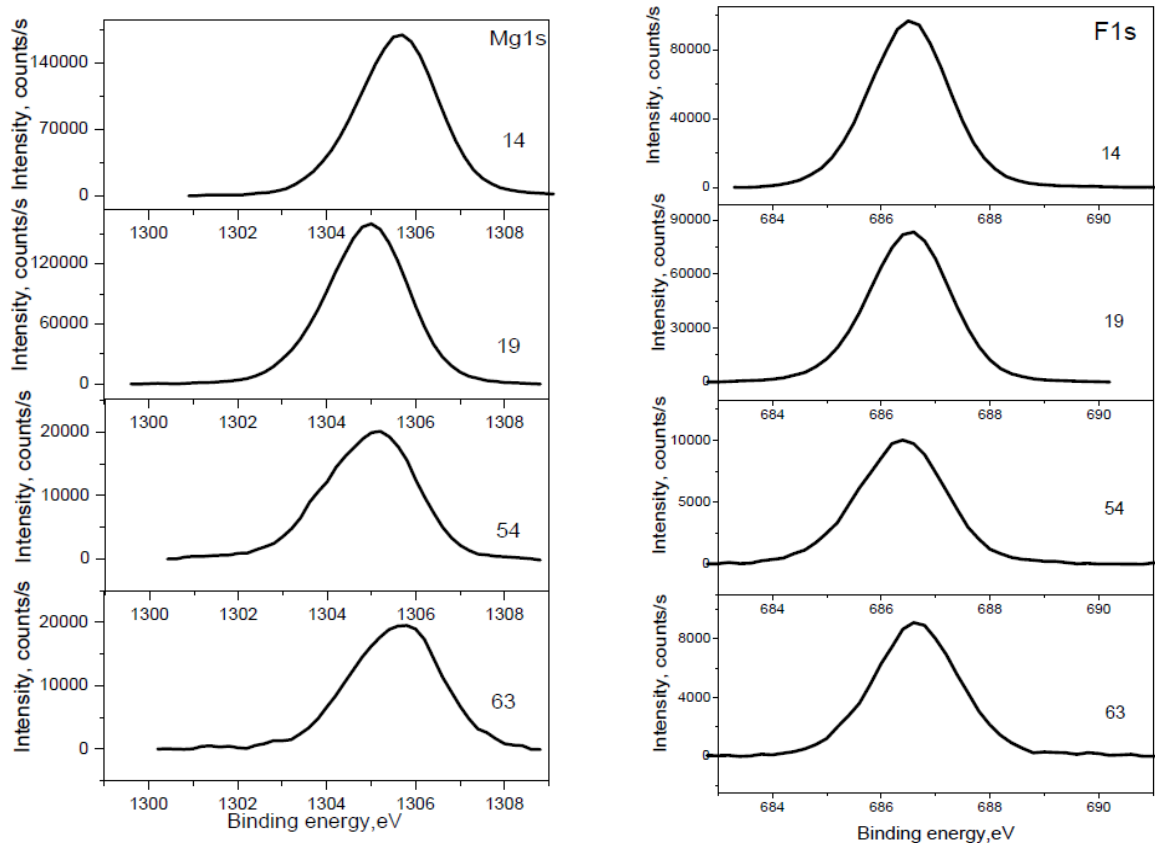 Mg1s
Intensity, counts/s
140000
70000
0
14
1300 1302 1304 1306 1308
Intensity, counts/s
120000
60000
0
19
1300 1302 1304 1306 1308
Intensity, counts/s
20000
10000
0
54
1300 1302 1304 1306 1308
Intensity, counts/s
20000
10000
0
63
1300 1302 1304 1306 1308
Binding energy,eV
F1s
Intensity, counts/s
80000
40000
0
14
684 686 688 690
Intensity, counts/s
90000
60000
30000
0
19
684 686 688 690
Intensity, counts/s
10000
5000
0
54
684 686 688 690
Intensity, counts/s
8000
4000
0
63
684 686 688 690
Binding energy,eV